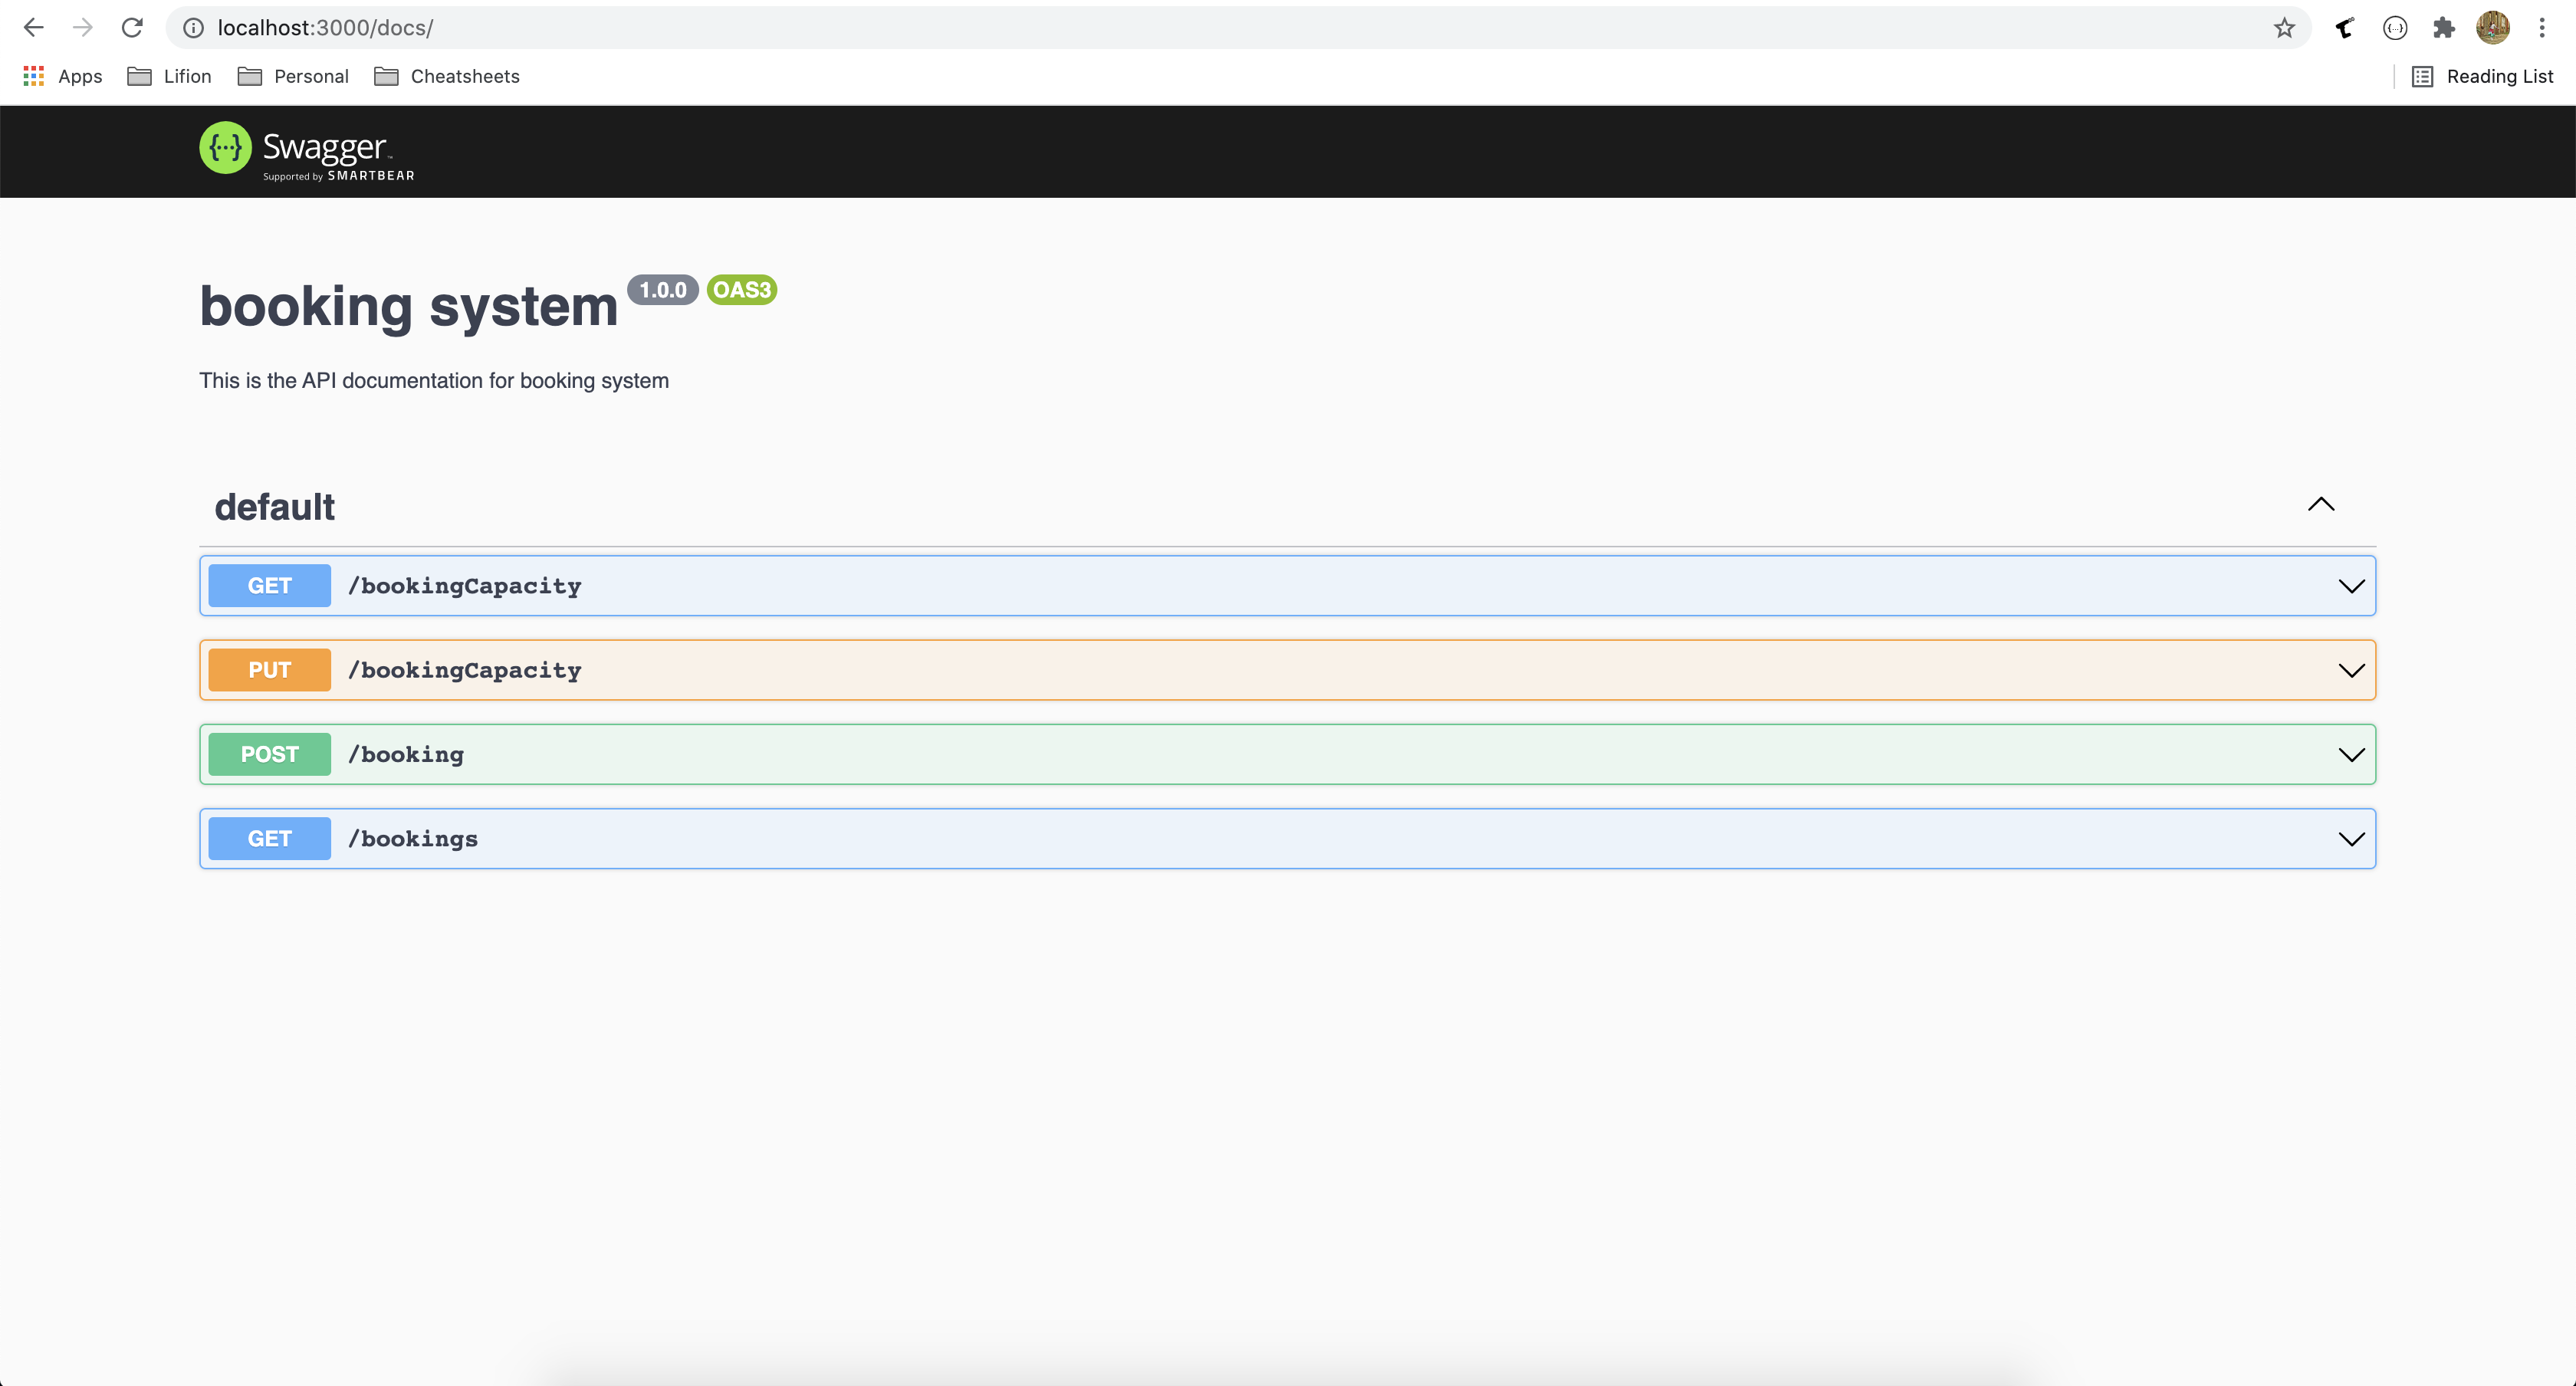 localhost:3000/docs/
Apps Lifion Personal Cheatsheets Reading List
{···} Swagger™
Supported by SMARTBEAR
booking system 1.0.0 OAS3
This is the API documentation for booking system
default
GET /bookingCapacity
PUT /bookingCapacity
POST /booking
GET /bookings